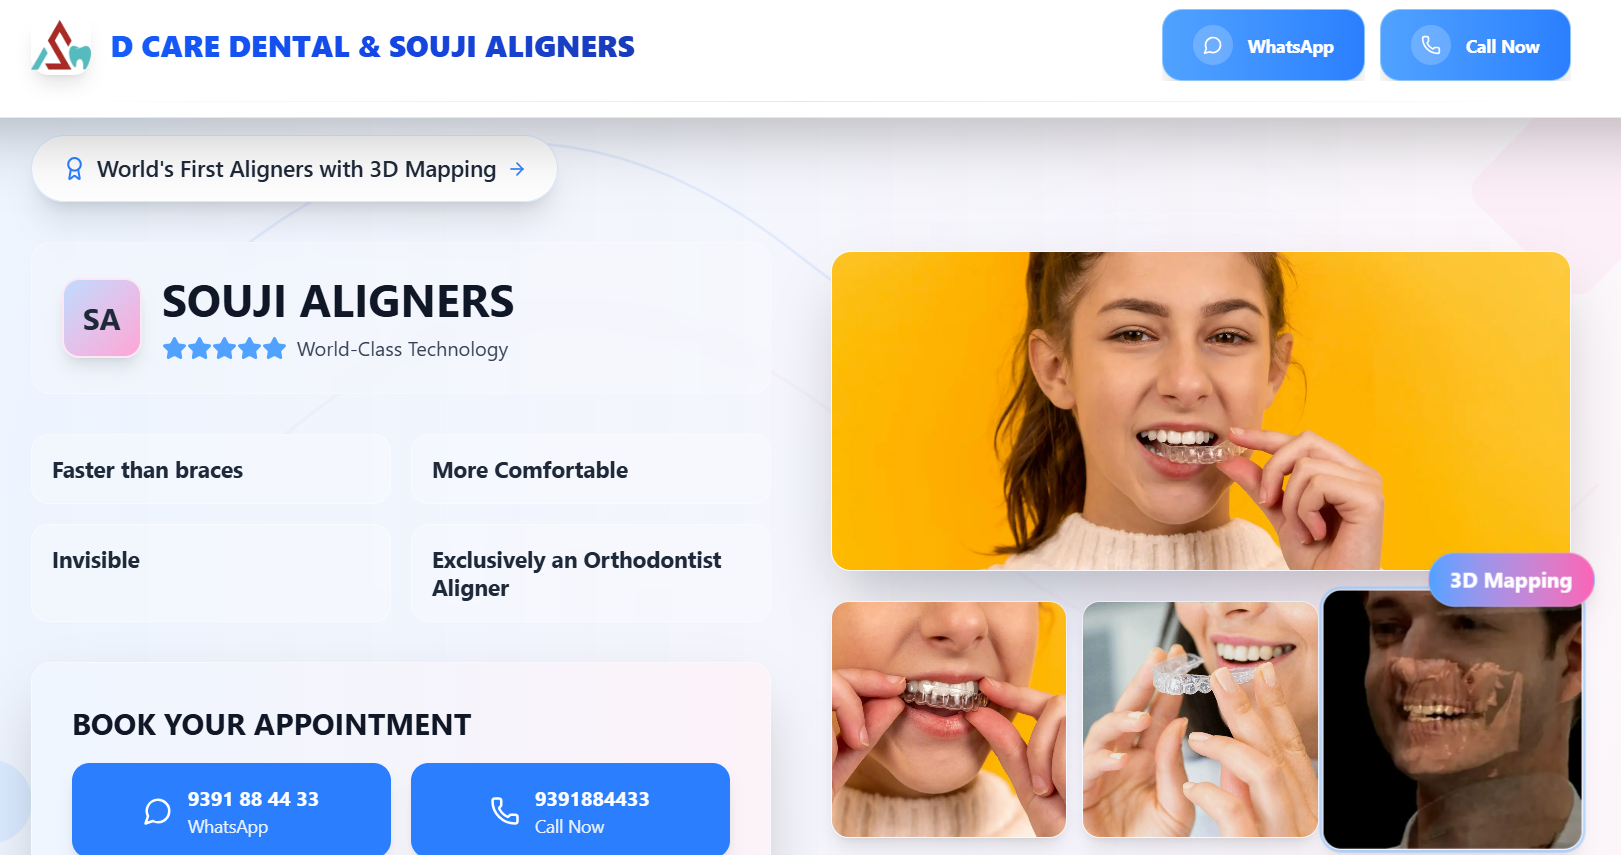 D CARE DENTAL & SOUJI ALIGNERS
WhatsApp
Call Now
World's First Aligners with 3D Mapping
SA
SOUJI ALIGNERS
World-Class Technology
Faster than braces
More Comfortable
Invisible
Exclusively an Orthodontist
Aligner
3D Mapping
BOOK YOUR APPOINTMENT
9391 88 44 33
WhatsApp
9391884433
Call Now